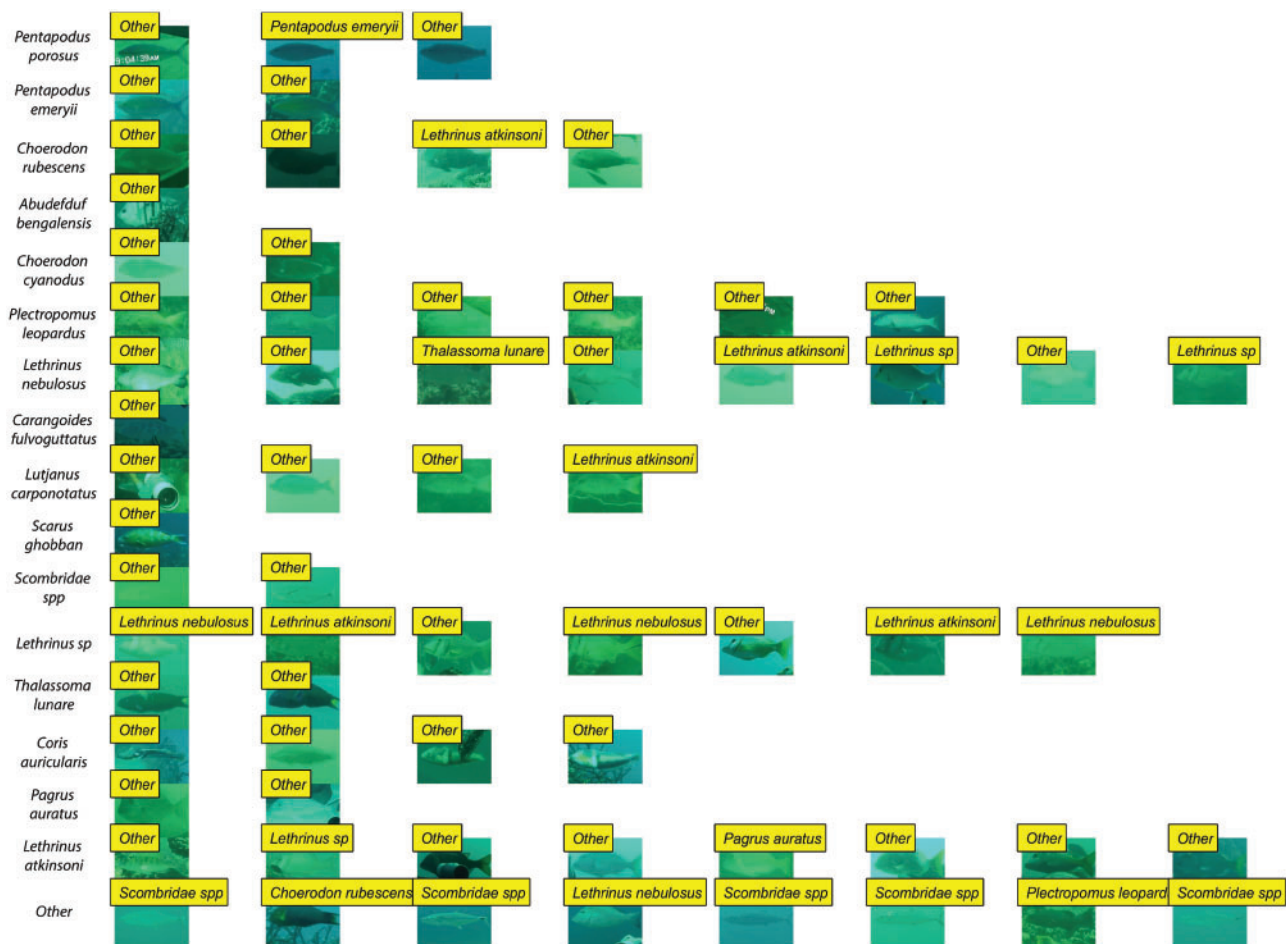 Pentapodus porosus
Other
Pentapodus emeryii
Other
9:04:39AM
Pentapodus emeryii
Other
Other
Choerodon rubescens
Other
Other
Lethrinus atkinsoni
Other
Abudefduf bengalensis
Other
Choerodon cyanodus
Other
Other
Plectropomus leopardus
Other
Other
Other
Other
Other
Other
PM
Lethrinus nebulosus
Other
Other
Thalassoma lunare
Other
Lethrinus atkinsoni
Lethrinus sp
Other
Lethrinus sp
Carangoides fulvoguttatus
Other
Lutjanus carponotatus
Other
Other
Other
Lethrinus atkinsoni
Scarus ghobban
Other
Scombridae spp
Other
Other
Lethrinus sp
Lethrinus nebulosus
Lethrinus atkinsoni
Other
Lethrinus nebulosus
Other
Lethrinus atkinsoni
Lethrinus nebulosus
Thalassoma lunare
Other
Other
Coris auricularis
Other
Other
Other
Other
Pagrus auratus
Other
Other
Lethrinus atkinsoni
Other
Lethrinus sp
Other
Other
Pagrus auratus
Other
Other
Other
Other
Scombridae spp
Choerodon rubescens
Scombridae spp
Lethrinus nebulosus
Scombridae spp
Scombridae spp
Plectropomus leopard
Scombridae spp